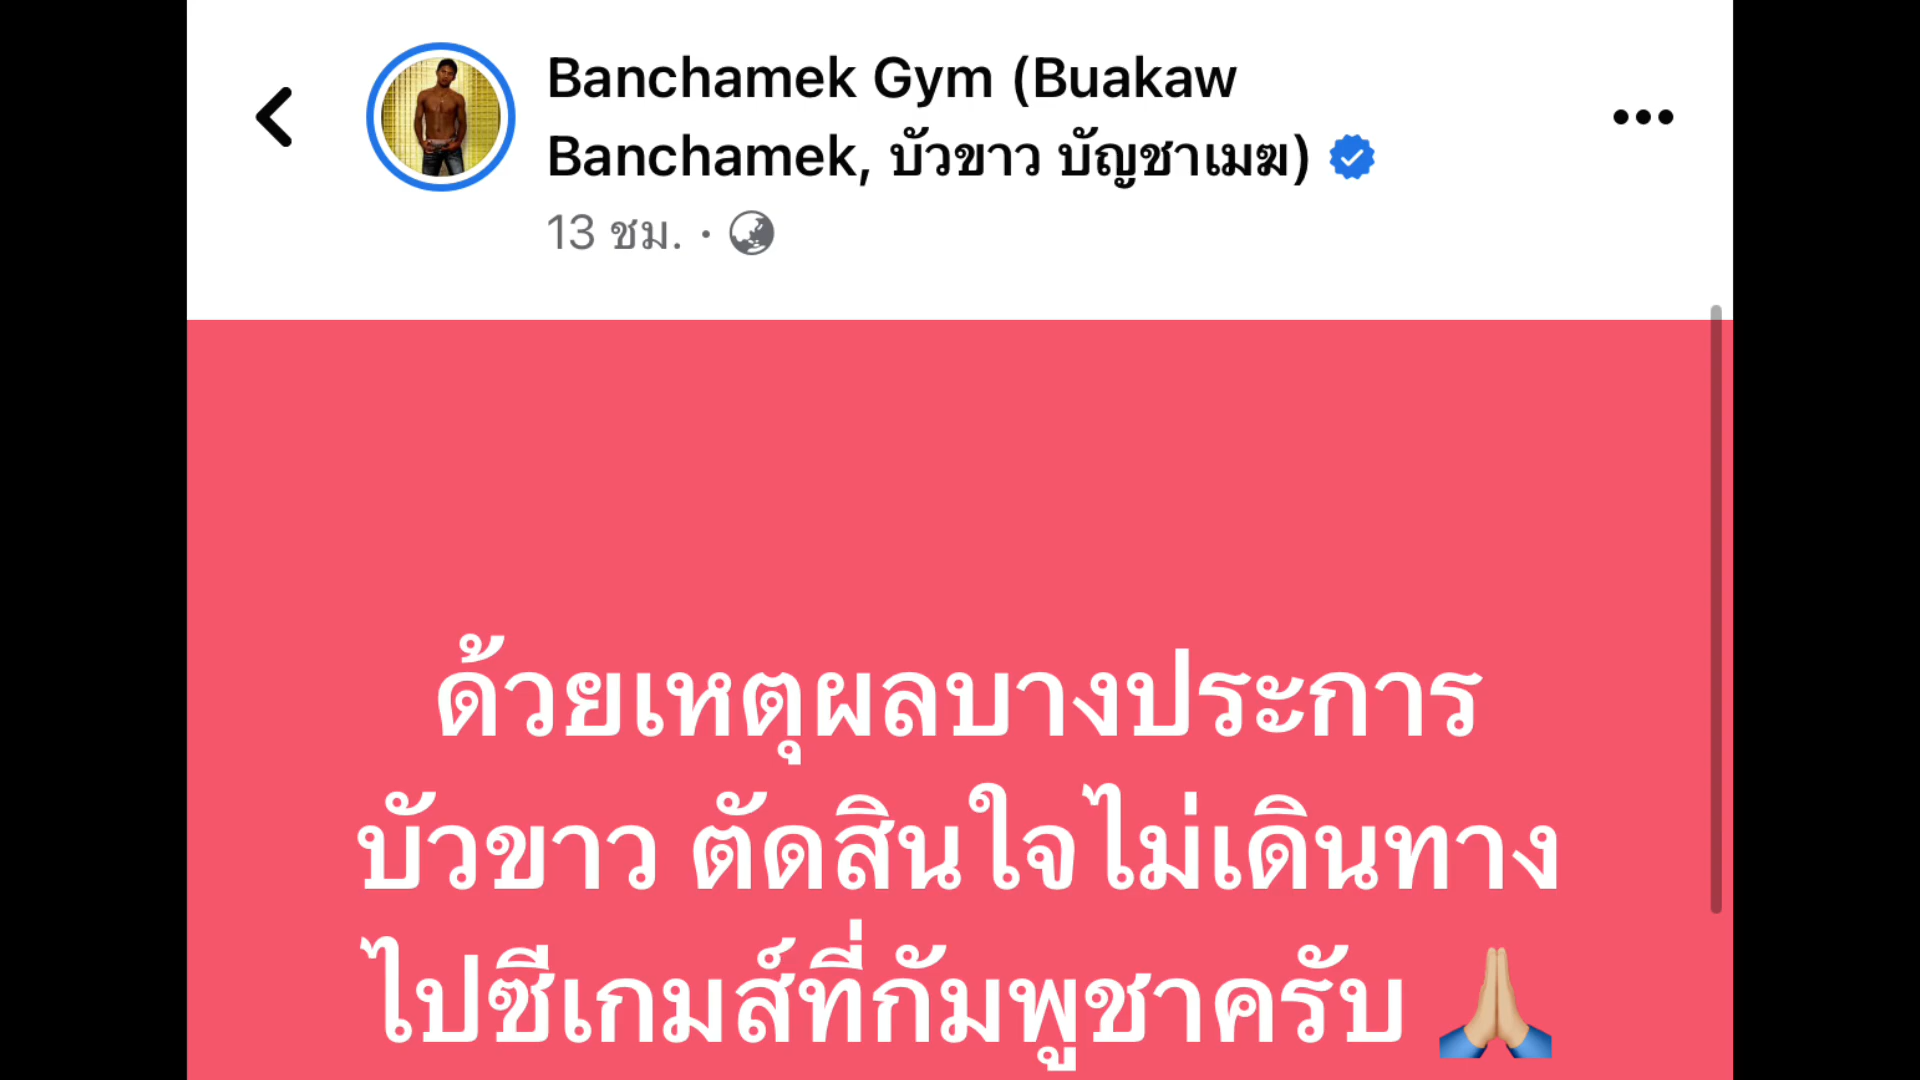 Banchamek Gym (Buakaw
Banchamek, บัวขาว บัญชาเมฆ)
13 ชม. ·
ด้วยเหตุผลบางประการ
บัวขาว ตัดสินใจไม่เดินทาง
ไปซีเกมส์ที่กัมพูชาครับ 🙏🏼